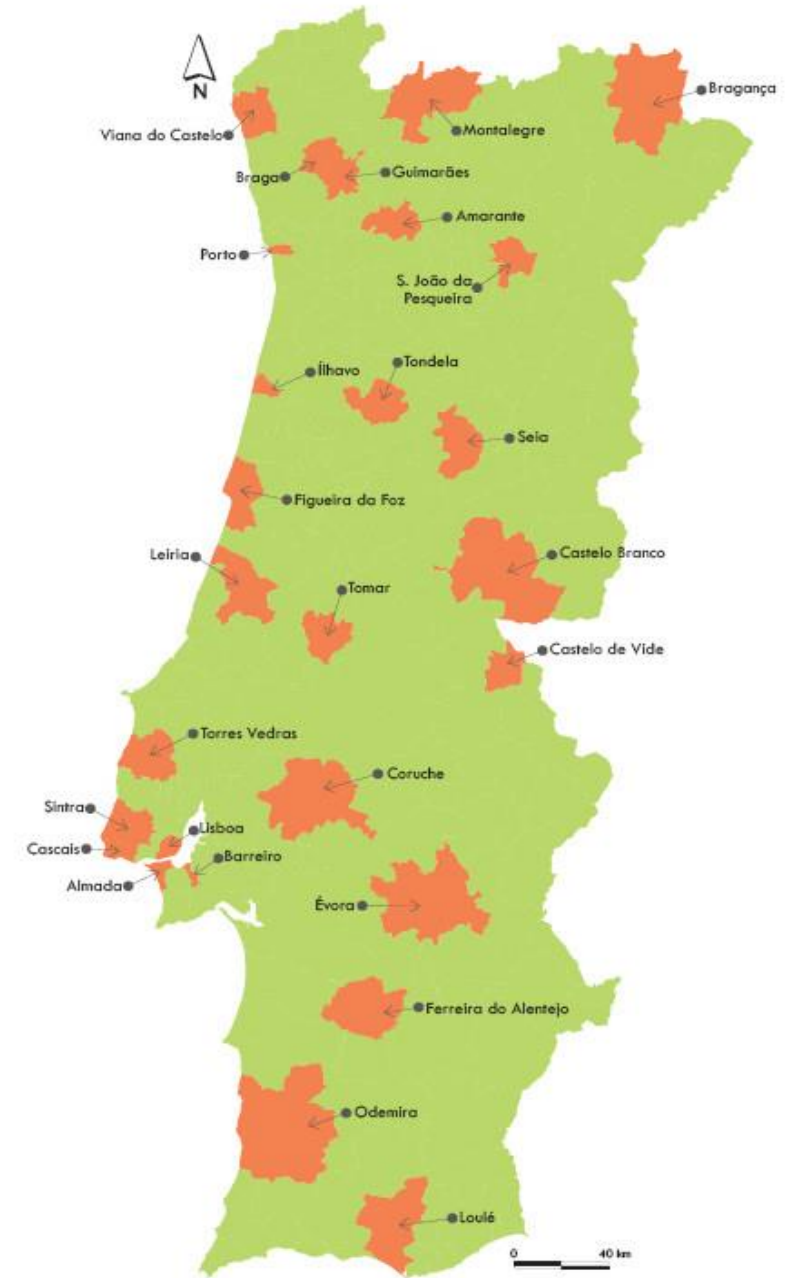 N
Bragança
Montalegre
Viana do Castelo
Guimarães
Braga
Amarante
Porto
S. João da
Pesqueira
Tondela
Ílhavo
Seia
Figueira da Foz
Leiria
Castelo Branco
Tomar
Castelo de Vide
Torres Vedras
Coruche
Sintra
Lisboa
Cascais
Barreiro
Almada
Évora
Ferreira do Alentejo
Odemira
Loulé
0 40 km